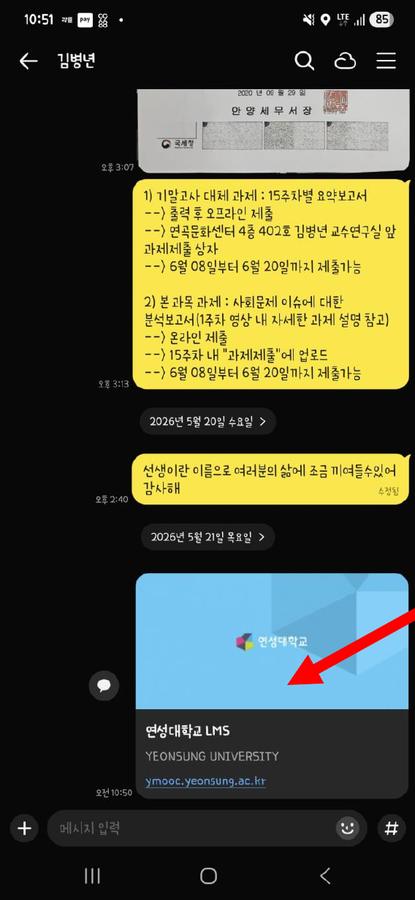 10:51
pay
LTE
85
김병년
2020 년 06 월 29 일
안양세무서장
국세청
오후 3:07
1) 기말고사 대체 과제 : 15주차별 요약보고서
--> 출력 후 오프라인 제출
--> 연곡문화센터 4층 402호 김병년 교수연구실 앞
과제제출 상자
--> 6월 08일부터 6월 20일까지 제출가능
2) 본 과목 과제 : 사회문제 이슈에 대한
분석보고서(1주차 영상 내 자세한 과제 설명 참고)
--> 온라인 제출
--> 15주차 내 "과제제출"에 업로드
--> 6월 08일부터 6월 20일까지 제출가능
오후 3:13
2026년 5월 20일 수요일 >
선생이란 이름으로 여러분의 삶에 조금 끼여들수있어
감사해
수정됨
오후 2:40
2026년 5월 21일 목요일 >
연성대학교
연성대학교 LMS
YEONSUNG UNIVERSITY
ymooc.yeonsung.ac.kr
오전 10:50
메시지 입력
#